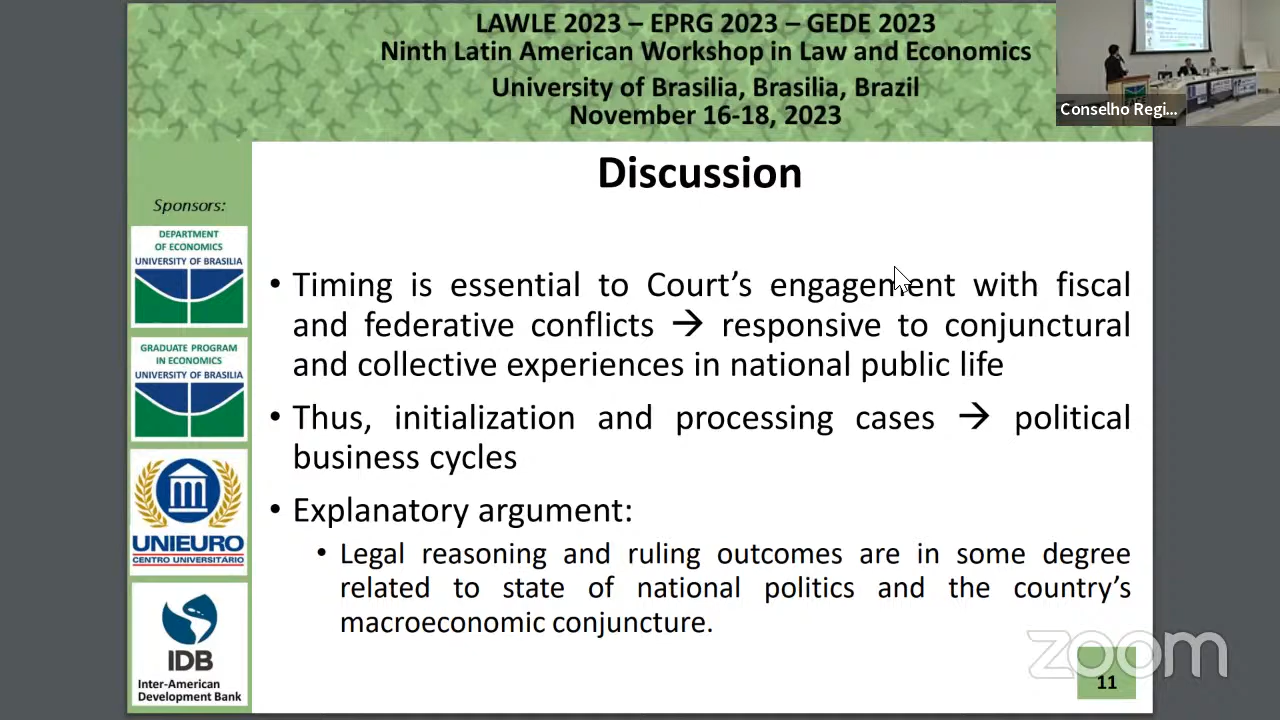 LAWLE 2023 – EPRG 2023 – GEDE 2023
Ninth Latin American Workshop in Law and Economics
University of Brasilia, Brasilia, Brazil
November 16-18, 2023
Conselho Regi...
Discussion
Sponsors:
DEPARTMENT
OF ECONOMICS
UNIVERSITY OF BRASILIA
GRADUATE PROGRAM
IN ECONOMICS
UNIVERSITY OF BRASILIA
UNIEURO
CENTRO UNIVERSITÁRIO
IDB
Inter-American
Development Bank
• Timing is essential to Court's engagement with fiscal
and federative conflicts → responsive to conjunctural
and collective experiences in national public life
• Thus, initialization and processing cases → political
business cycles
• Explanatory argument:
• Legal reasoning and ruling outcomes are in some degree
related to state of national politics and the country's
macroeconomic conjuncture.
zoom
11